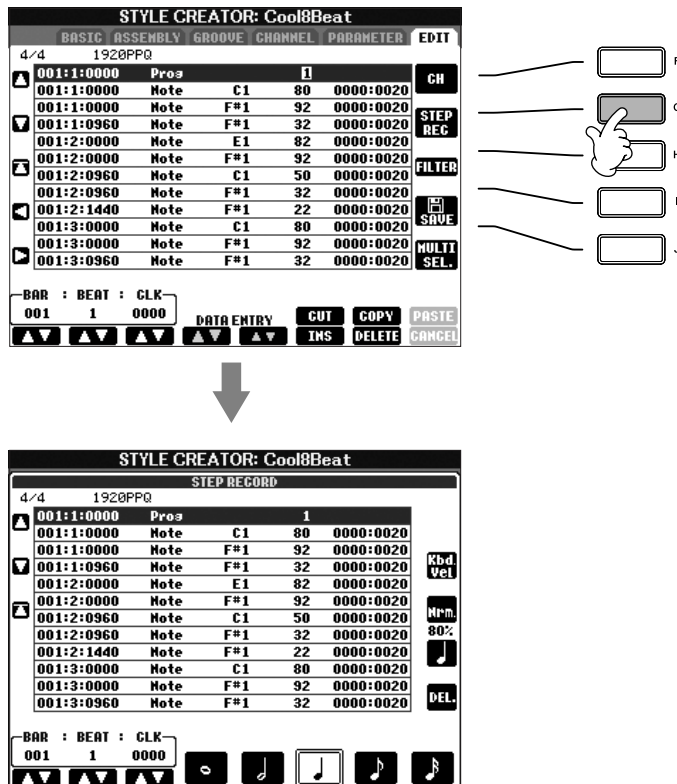 STYLE CREATOR: Cool8Beat
BASIC ASSEMBLY GROOVE CHANNEL PARAMETER EDIT
4/4 1920PPQ
001:1:0000 Prog 1
001:1:0000 Note C1 80 0000:0020
001:1:0000 Note F#1 92 0000:0020
001:1:0960 Note F#1 32 0000:0020
001:2:0000 Note E1 82 0000:0020
001:2:0000 Note F#1 92 0000:0020
001:2:0960 Note C1 50 0000:0020
001:2:0960 Note F#1 32 0000:0020
001:2:1440 Note F#1 22 0000:0020
001:3:0000 Note C1 80 0000:0020
001:3:0000 Note F#1 92 0000:0020
001:3:0960 Note F#1 32 0000:0020
CH
STEP
REC
FILTER
SAVE
MULTI
SEL.
BAR : BEAT : CLK
001 1 0000
DATA ENTRY
CUT COPY PASTE
INS DELETE CANCEL
STYLE CREATOR: Cool8Beat
STEP RECORD
4/4 1920PPQ
001:1:0000 Prog 1
001:1:0000 Note C1 80 0000:0020
001:1:0000 Note F#1 92 0000:0020
001:1:0960 Note F#1 32 0000:0020
001:2:0000 Note E1 82 0000:0020
001:2:0000 Note F#1 92 0000:0020
001:2:0960 Note C1 50 0000:0020
001:2:0960 Note F#1 32 0000:0020
001:2:1440 Note F#1 22 0000:0020
001:3:0000 Note C1 80 0000:0020
001:3:0000 Note F#1 92 0000:0020
001:3:0960 Note F#1 32 0000:0020
Kbd.
Vel
Nrm.
80%
DEL.
BAR : BEAT : CLK
001 1 0000